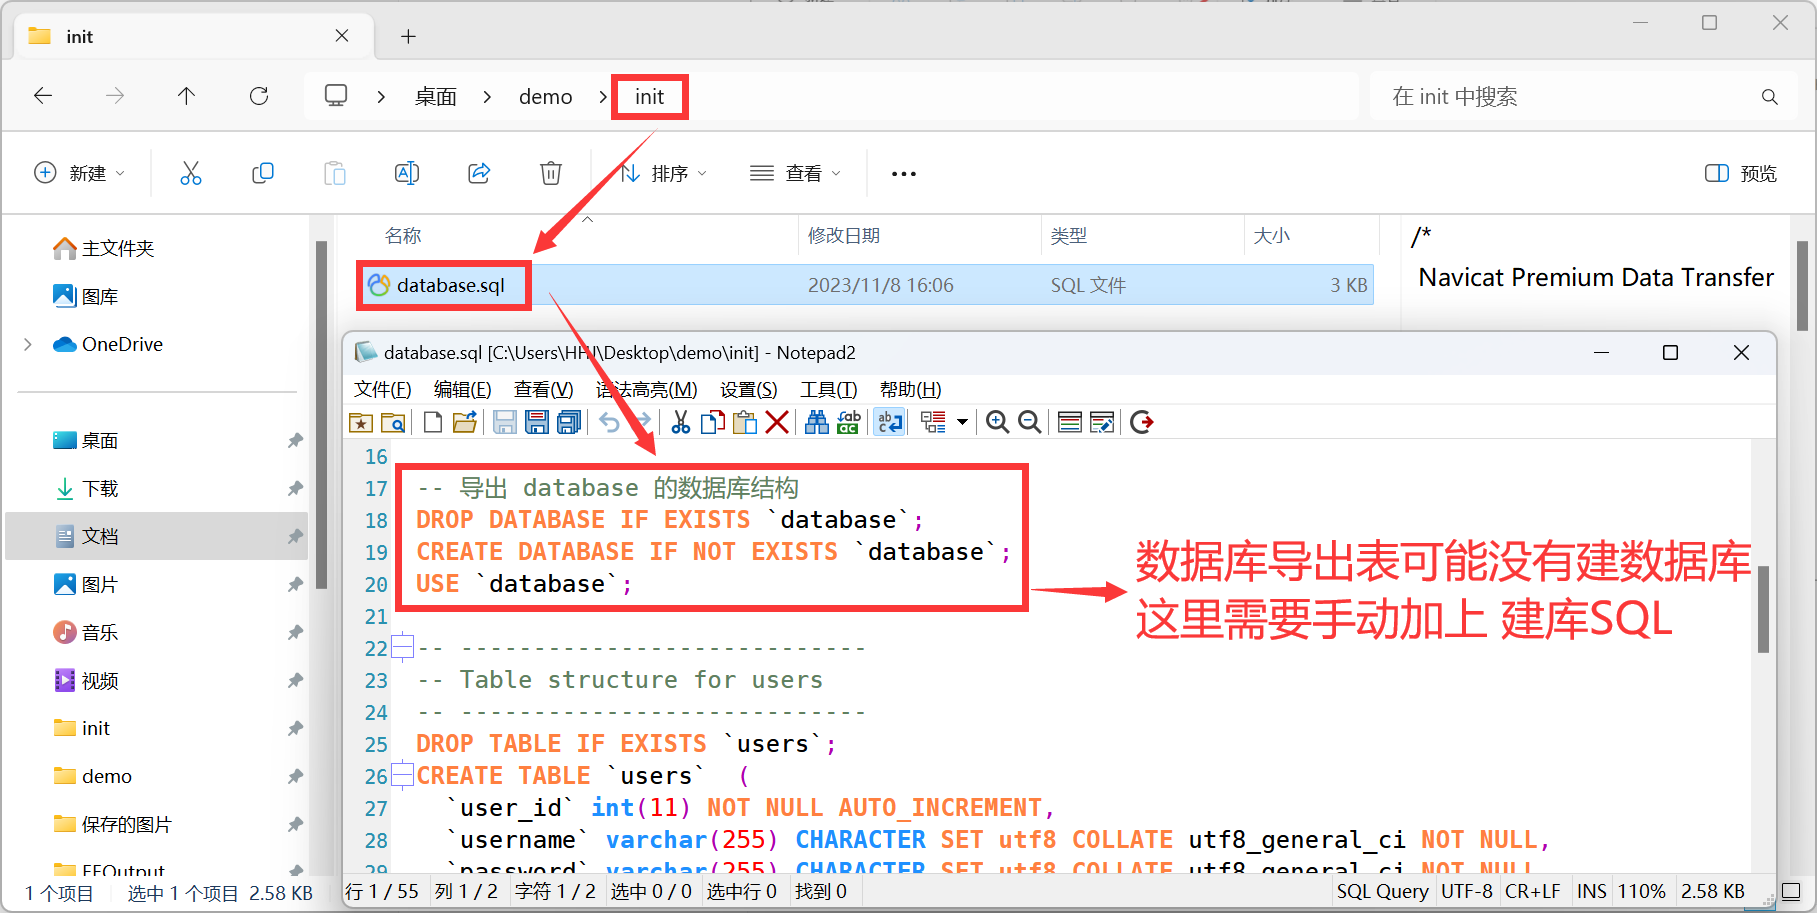 init
桌面
demo
init
在 init 中搜索
新建
排序
查看
预览
名称
修改日期
类型
大小
database.sql
2023/11/8 16:06
SQL 文件
3 KB
/*
Navicat Premium Data Transfer
主文件夹
图库
OneDrive
桌面
下载
文档
图片
音乐
视频
init
demo
保存的图片
FFOutput
1 个项目
选中 1 个项目 2.58 KB
database.sql [C:\Users\HHJ\Desktop\demo\init] - Notepad2
文件(F) 编辑(E) 查看(V) 语法高亮(M) 设置(S) 工具(T) 帮助(H)
16
17 -- 导出 database 的数据库结构
18 DROP DATABASE IF EXISTS `database`;
19 CREATE DATABASE IF NOT EXISTS `database`;
20 USE `database`;
21
22 -- ----------------------------
23 -- Table structure for users
24 -- ----------------------------
25 DROP TABLE IF EXISTS `users`;
26 CREATE TABLE `users`  (
27 `user_id` int(11) NOT NULL AUTO_INCREMENT,
28 `username` varchar(255) CHARACTER SET utf8 COLLATE utf8_general_ci NOT NULL,
29 `password` varchar(255) CHARACTER SET utf8 COLLATE utf8_general_ci NOT NULL,
数据库导出表可能没有建数据库
这里需要手动加上 建库SQL
行 1 / 55 列 1 / 2 字符 1 / 2 选中 0 / 0 选中行 0 找到 0 SQL Query UTF-8 CR+LF INS 110% 2.58 KB